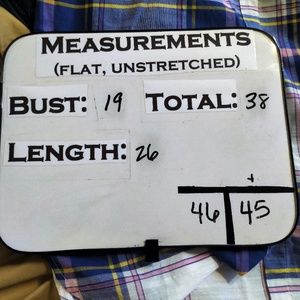 MEASUREMENTS
(FLAT, UNSTRETCHED)
BUST: 19 TOTAL: 38
LENGTH: 26
46 45